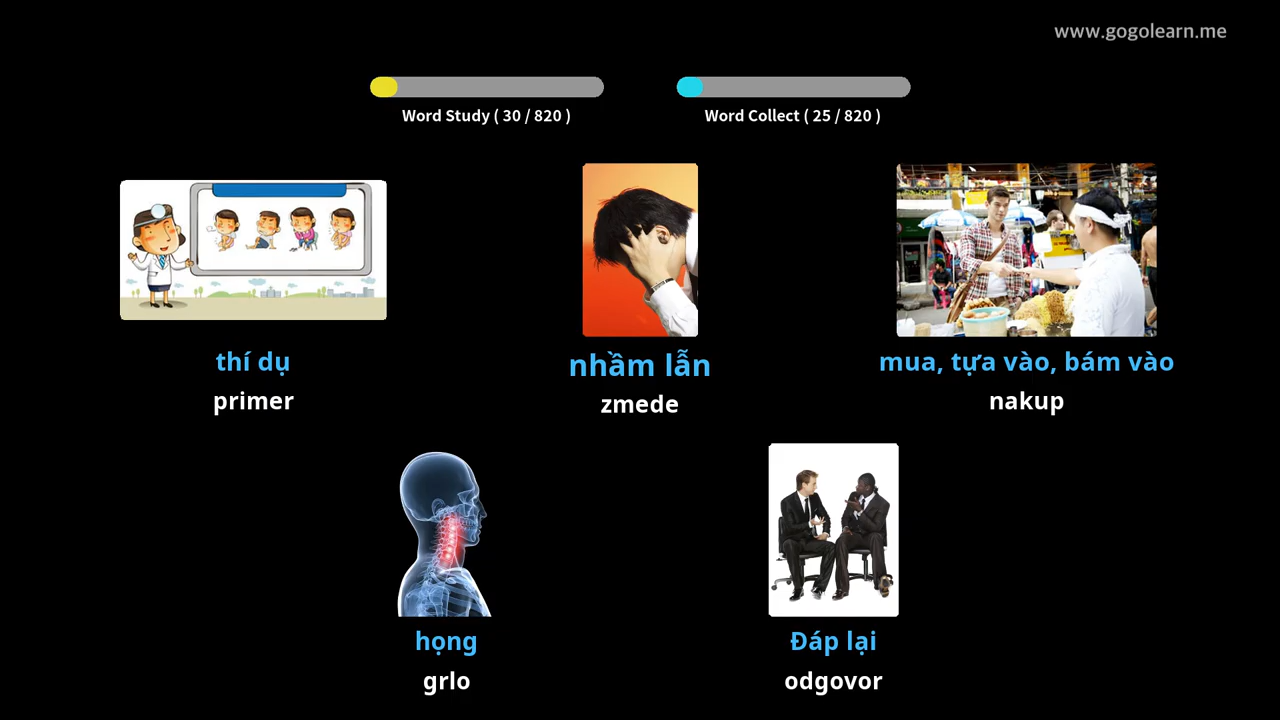 www.gogolearn.me
Word Study ( 30 / 820 )
Word Collect ( 25 / 820 )
thí dụ
primer
nhầm lẫn
zmede
mua, tựa vào, bám vào
nakup
họng
grlo
Đáp lại
odgovor